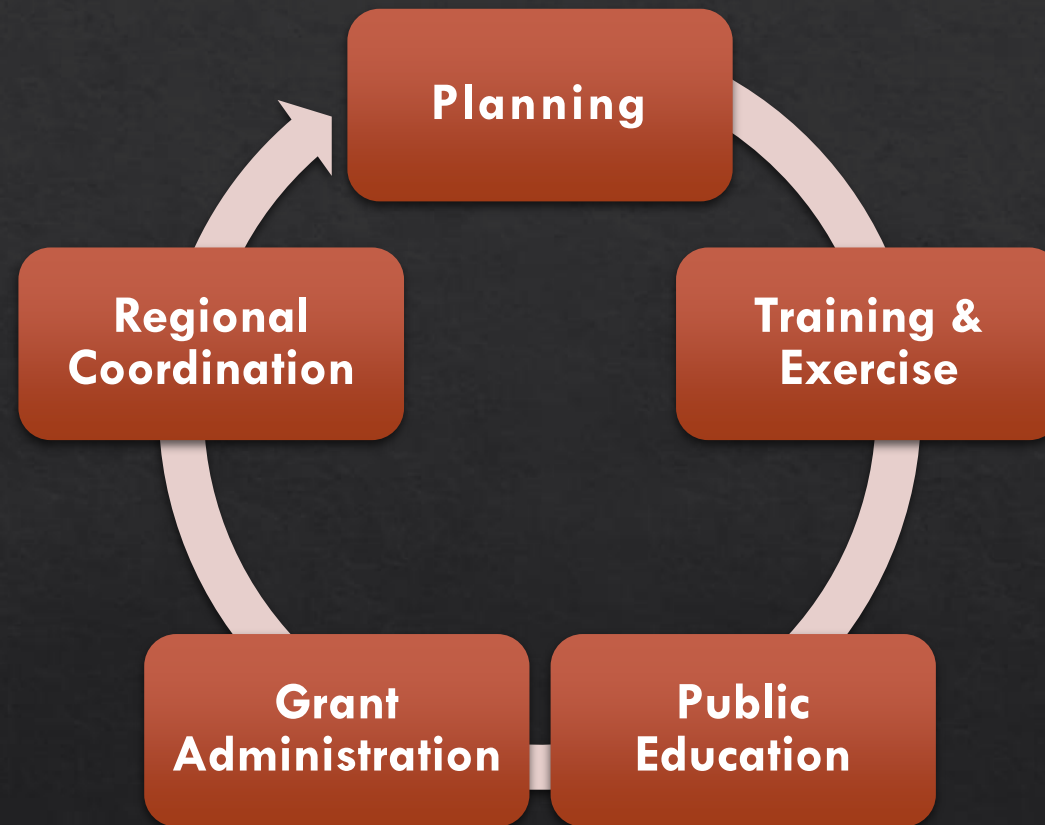 Planning
Training &
Exercise
Public
Education
Grant
Administration
Regional
Coordination